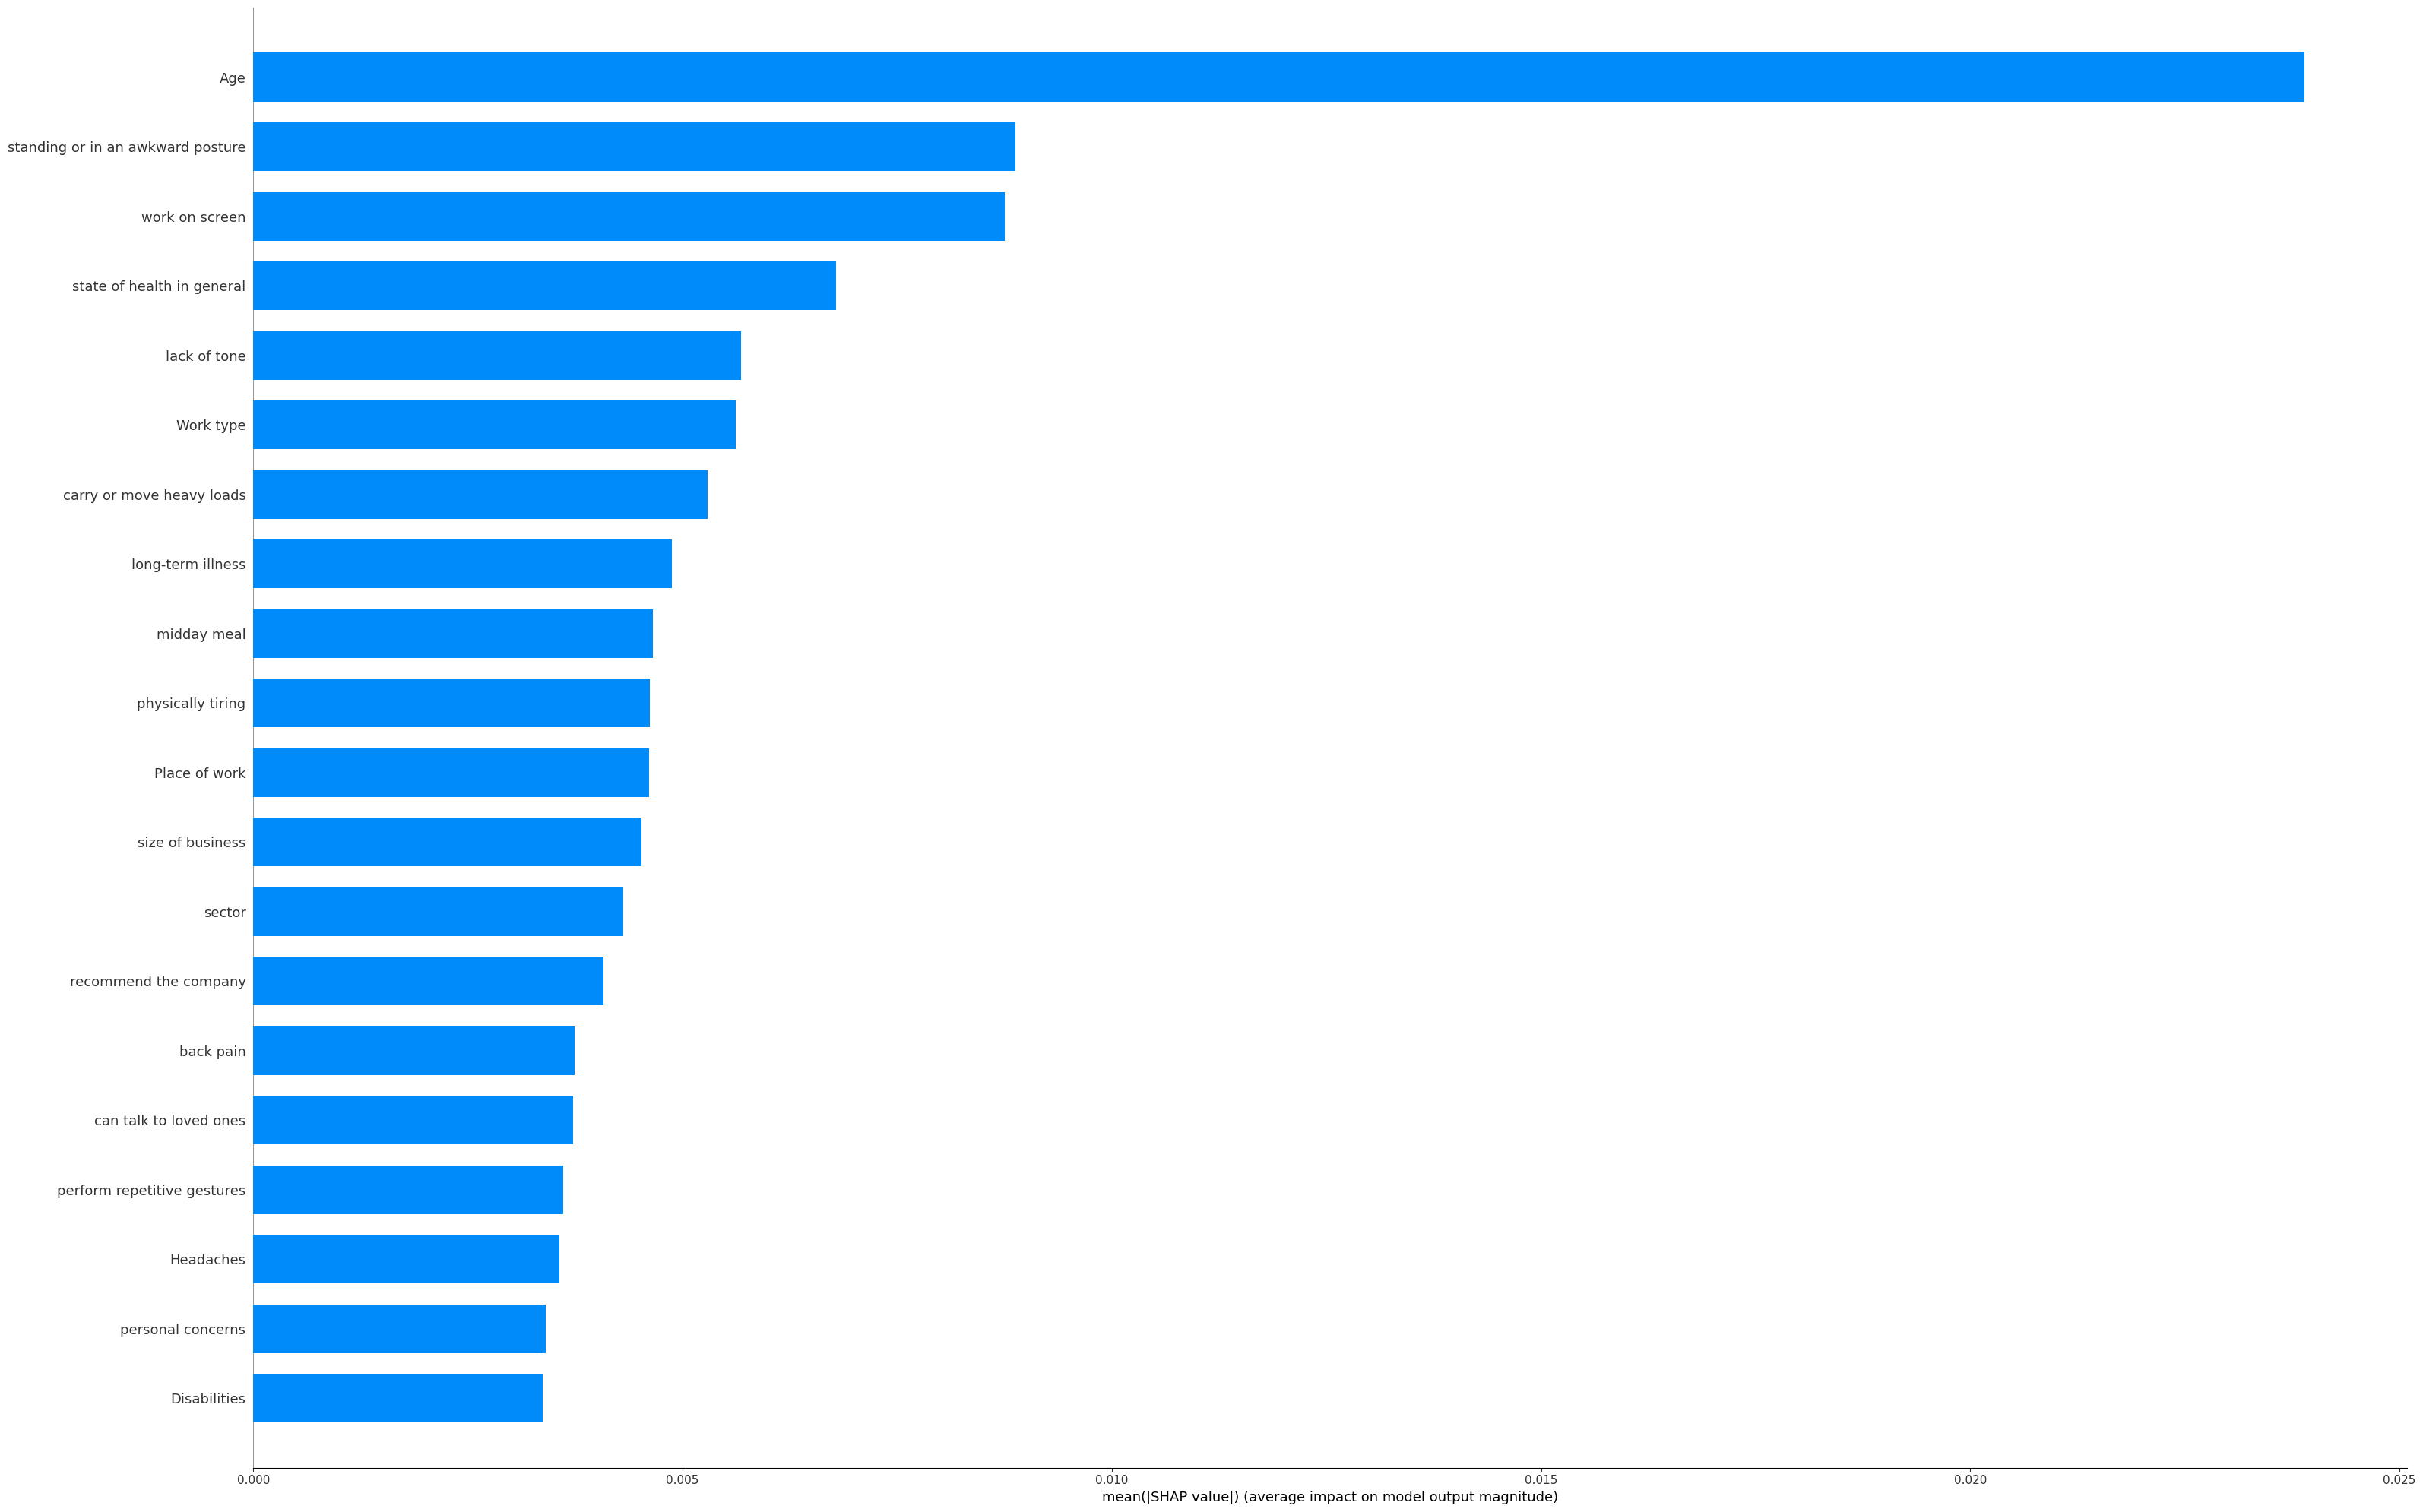 Age
standing or in an awkward posture
work on screen
state of health in general
lack of tone
Work type
carry or move heavy loads
long-term illness
midday meal
physically tiring
Place of work
size of business
sector
recommend the company
back pain
can talk to loved ones
perform repetitive gestures
Headaches
personal concerns
Disabilities
0.000 0.005 0.010 0.015 0.020 0.025
mean(|SHAP value|) (average impact on model output magnitude)